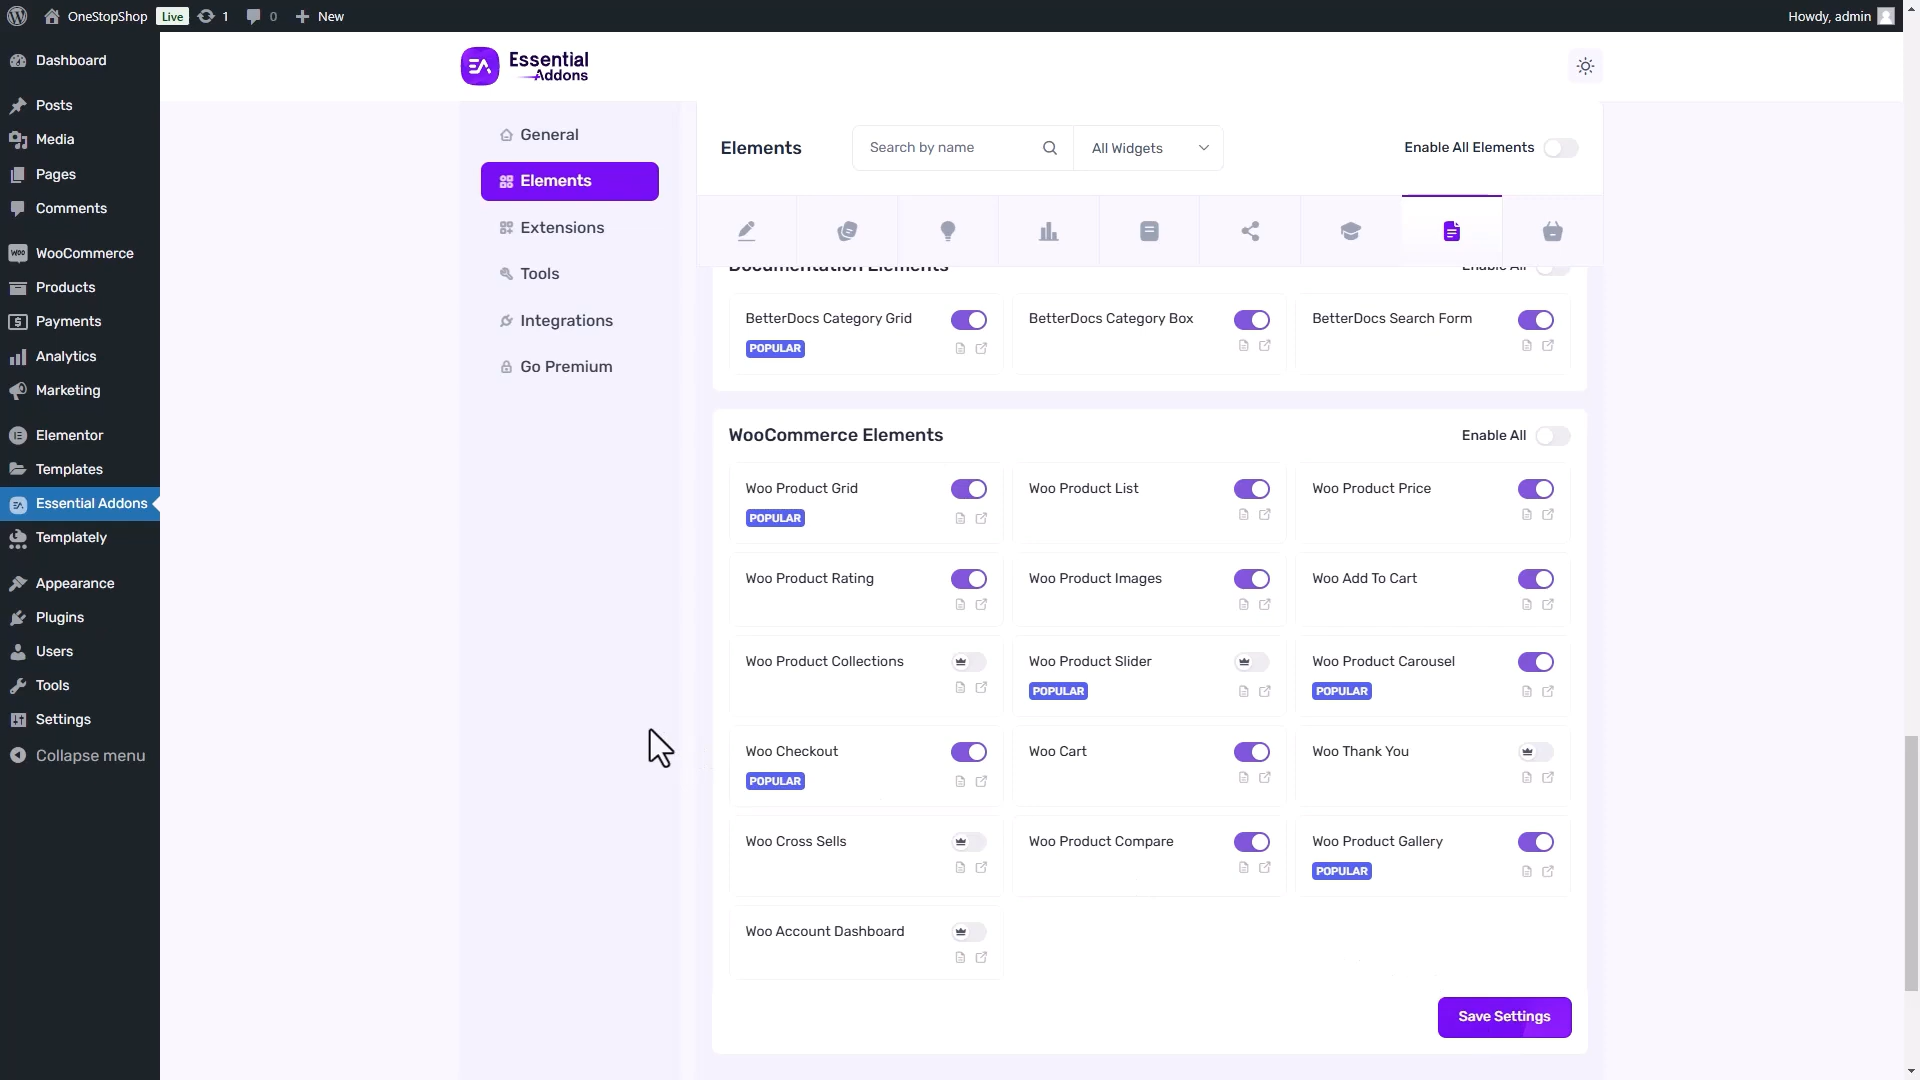 OneStopShop Live 1 0 New
Howdy, admin
Dashboard
Posts
Media
Pages
Comments
WooCommerce
Products
Payments
Analytics
Marketing
Elementor
Templates
Essential Addons
Templately
Appearance
Plugins
Users
Tools
Settings
Collapse menu
EA Essential
Addons
General
Elements
Extensions
Tools
Integrations
Go Premium
Elements
Search by name
All Widgets
Enable All Elements
Documentation Elements
Enable All
BetterDocs Category Grid
POPULAR
BetterDocs Category Box
BetterDocs Search Form
WooCommerce Elements
Enable All
Woo Product Grid
POPULAR
Woo Product List
Woo Product Price
Woo Product Rating
Woo Product Images
Woo Add To Cart
Woo Product Collections
Woo Product Slider
POPULAR
Woo Product Carousel
POPULAR
Woo Checkout
POPULAR
Woo Cart
Woo Thank You
Woo Cross Sells
Woo Product Compare
Woo Product Gallery
POPULAR
Woo Account Dashboard
Save Settings